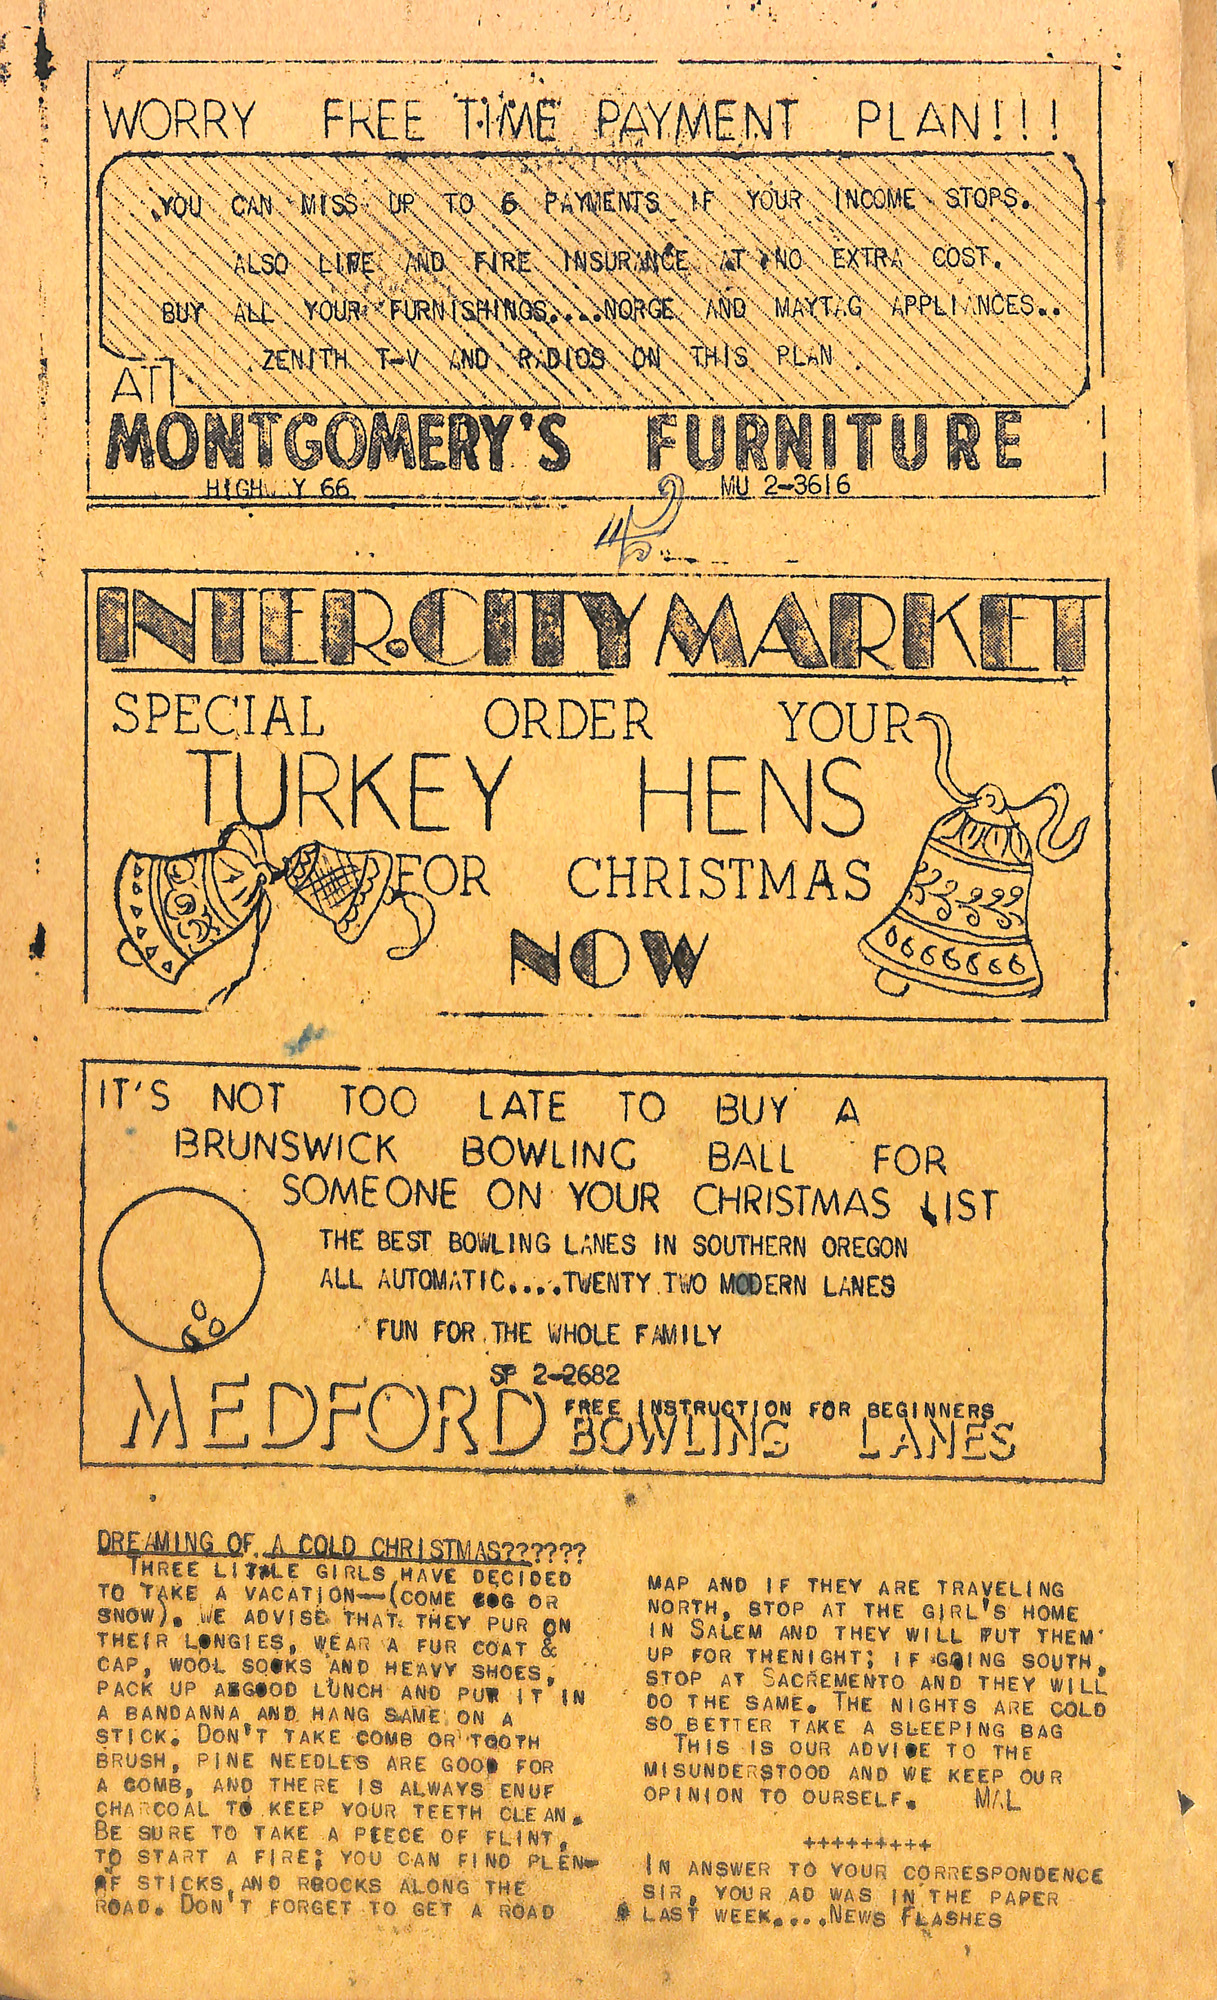 WORRY FREE TIME PAYMENT PLAN!!!
YOU CAN MISS UP TO 6 PAYMENTS IF YOUR INCOME STOPS.
ALSO LIFE AND FIRE INSURANCE AT NO EXTRA COST.
BUY ALL YOUR FURNISHINGS....NORGE AND MAYTAG APPLIANCES..
ZENITH T-V AND RADIOS ON THIS PLAN
AT
MONTGOMERY'S FURNITURE
HIGHWAY 66 MU 2-3616
INTER-CITY MARKET
SPECIAL ORDER YOUR
TURKEY HENS
FOR CHRISTMAS
NOW
IT'S NOT TOO LATE TO BUY A
BRUNSWICK BOWLING BALL FOR
SOMEONE ON YOUR CHRISTMAS LIST
THE BEST BOWLING LANES IN SOUTHERN OREGON
ALL AUTOMATIC....TWENTY TWO MODERN LANES
FUN FOR THE WHOLE FAMILY
SP 2-2682
FREE INSTRUCTION FOR BEGINNERS
MEDFORD BOWLING LANES
DREAMING OF A COLD CHRISTMAS??????
THREE LITTLE GIRLS HAVE DECIDED
TO TAKE A VACATION—(COME FOG OR
SNOW). WE ADVISE THAT THEY PUR ON
THEIR LONGIES, WEAR A FUR COAT &
CAP, WOOL SOCKS AND HEAVY SHOES,
PACK UP A GOOD LUNCH AND PUT IT IN
A BANDANNA AND HANG SAME ON A
STICK. DON'T TAKE COMB OR TOOTH
BRUSH, PINE NEEDLES ARE GOOD FOR
A COMB, AND THERE IS ALWAYS ENUF
CHARCOAL TO KEEP YOUR TEETH CLEAN.
BE SURE TO TAKE A PEECE OF FLINT,
TO START A FIRE; YOU CAN FIND PLEN-
OF STICKS AND ROOCKS ALONG THE
ROAD. DON'T FORGET TO GET A ROAD
MAP AND IF THEY ARE TRAVELING
NORTH, STOP AT THE GIRL'S HOME
IN SALEM AND THEY WILL PUT THEM
UP FOR THENIGHT; IF GOING SOUTH,
STOP AT SACREMENTO AND THEY WILL
DO THE SAME. THE NIGHTS ARE COLD
SO BETTER TAKE A SLEEPING BAG
THIS IS OUR ADVICE TO THE
MISUNDERSTOOD AND WE KEEP OUR
OPINION TO OURSELF. MAL
+++++++++
IN ANSWER TO YOUR CORRESPONDENCE
SIR, YOUR AD WAS IN THE PAPER
LAST WEEK....NEWS FLASHES